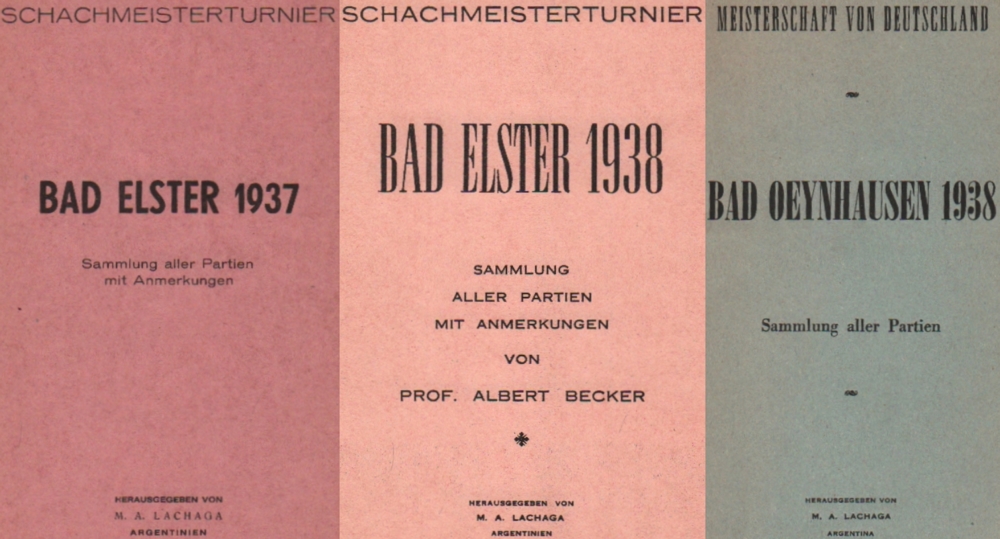 SCHACHMEISTERTURNIER
BAD ELSTER 1937
Sammlung aller Partien
mit Anmerkungen
HERAUSGEGEBEN VON
M. A. LACHAGA
ARGENTINIEN
SCHACHMEISTERTURNIER
BAD ELSTER 1938
SAMMLUNG
ALLER PARTIEN
MIT ANMERKUNGEN
VON
PROF. ALBERT BECKER
HERAUSGEGEBEN VON
M. A. LACHAGA
ARGENTINIEN
MEISTERSCHAFT VON DEUTSCHLAND
BAD OEYNHAUSEN 1938
Sammlung aller Partien
HERAUSGEGEBEN VON
M. A. LACHAGA
ARGENTINA